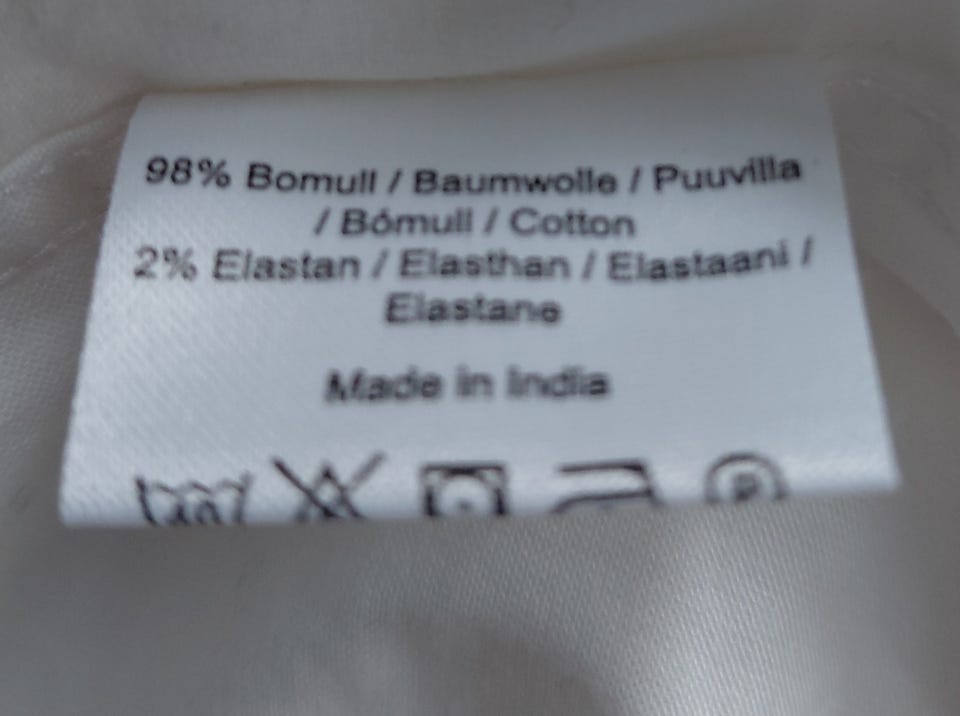 98% Bomull / Baumwolle / Puuvilla
/ Bómull / Cotton
2% Elastan / Elasthan / Elastaani /
Elastane
Made in India
P